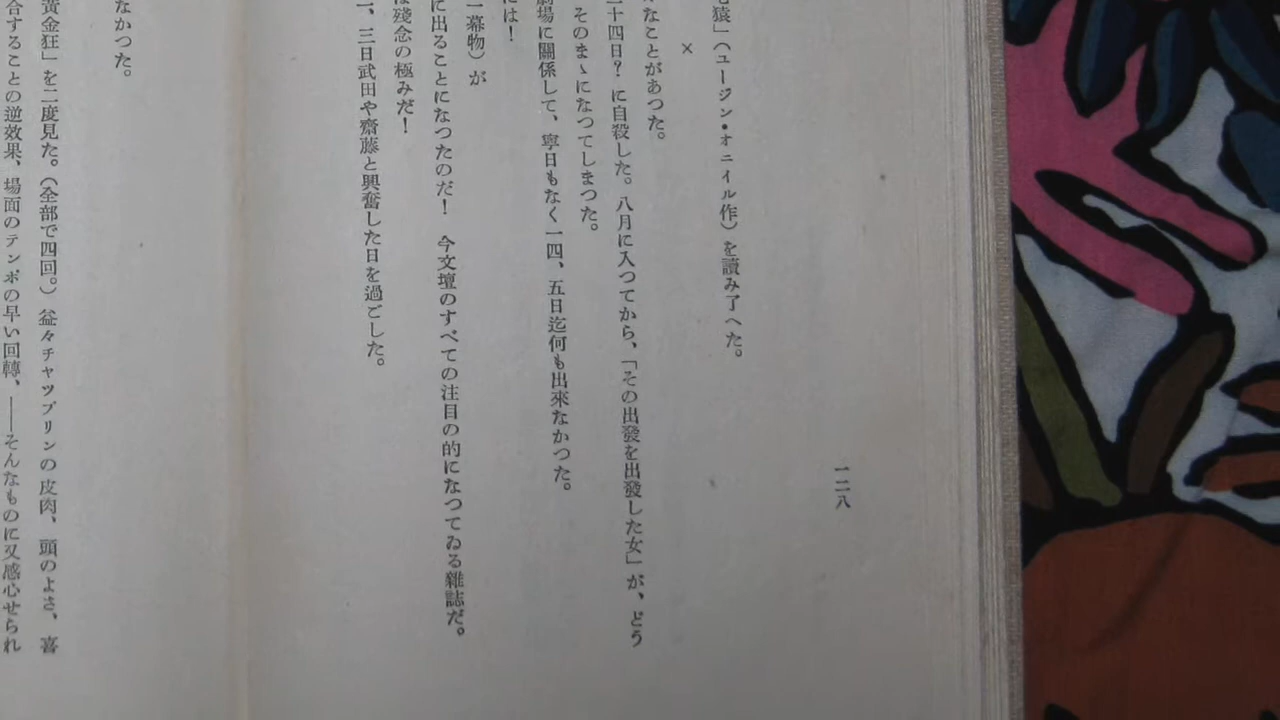 猿」（ユージン・オニイル作）を讀み了へた。
×
なことがあつた。
十四日？に自殺した。八月に入つてから、「その出發を出發した女」が、どう
そのまゝになつてしまつた。
劇場に關係して、寧日もなく一四、五日迄何も出來なかつた。
には！
一幕物）が
に出ることになつたのだ！　今文壇のすべての注目の的になつてゐる雜誌だ。
殘念の極みだ！
三日武田や齋藤と興奮した日を過ごした。
なかつた。
黃金狂」を二度見た。（全部で四回。）益々チャップリンの皮肉、頭のよさ、喜
合することの逆效果、場面のテンポの早い回轉、――そんなものに又感心せられ
一二八